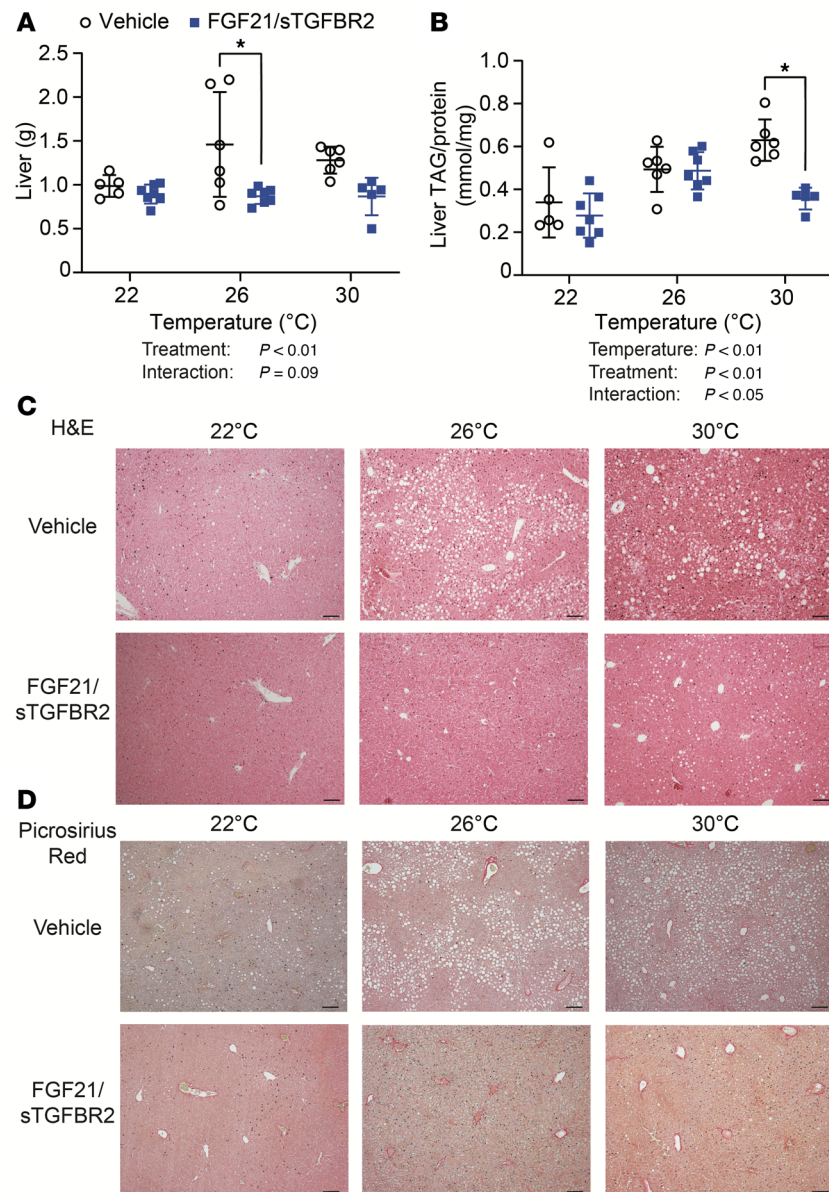 A
Vehicle
FGF21/sTGFBR2
Liver (g)
2.5
2.0
1.5
1.0
0.5
0
*
22
26
30
Temperature (°C)
Treatment: P < 0.01
Interaction: P = 0.09
B
Liver TAG/protein
(mmol/mg)
1.0
0.8
0.6
0.4
0.2
0
*
22
26
30
Temperature (°C)
Temperature: P < 0.01
Treatment: P < 0.01
Interaction: P < 0.05
C
H&E
22°C
26°C
30°C
Vehicle
FGF21/
sTGFBR2
D
Picrosirius
Red
22°C
26°C
30°C
Vehicle
FGF21/
sTGFBR2